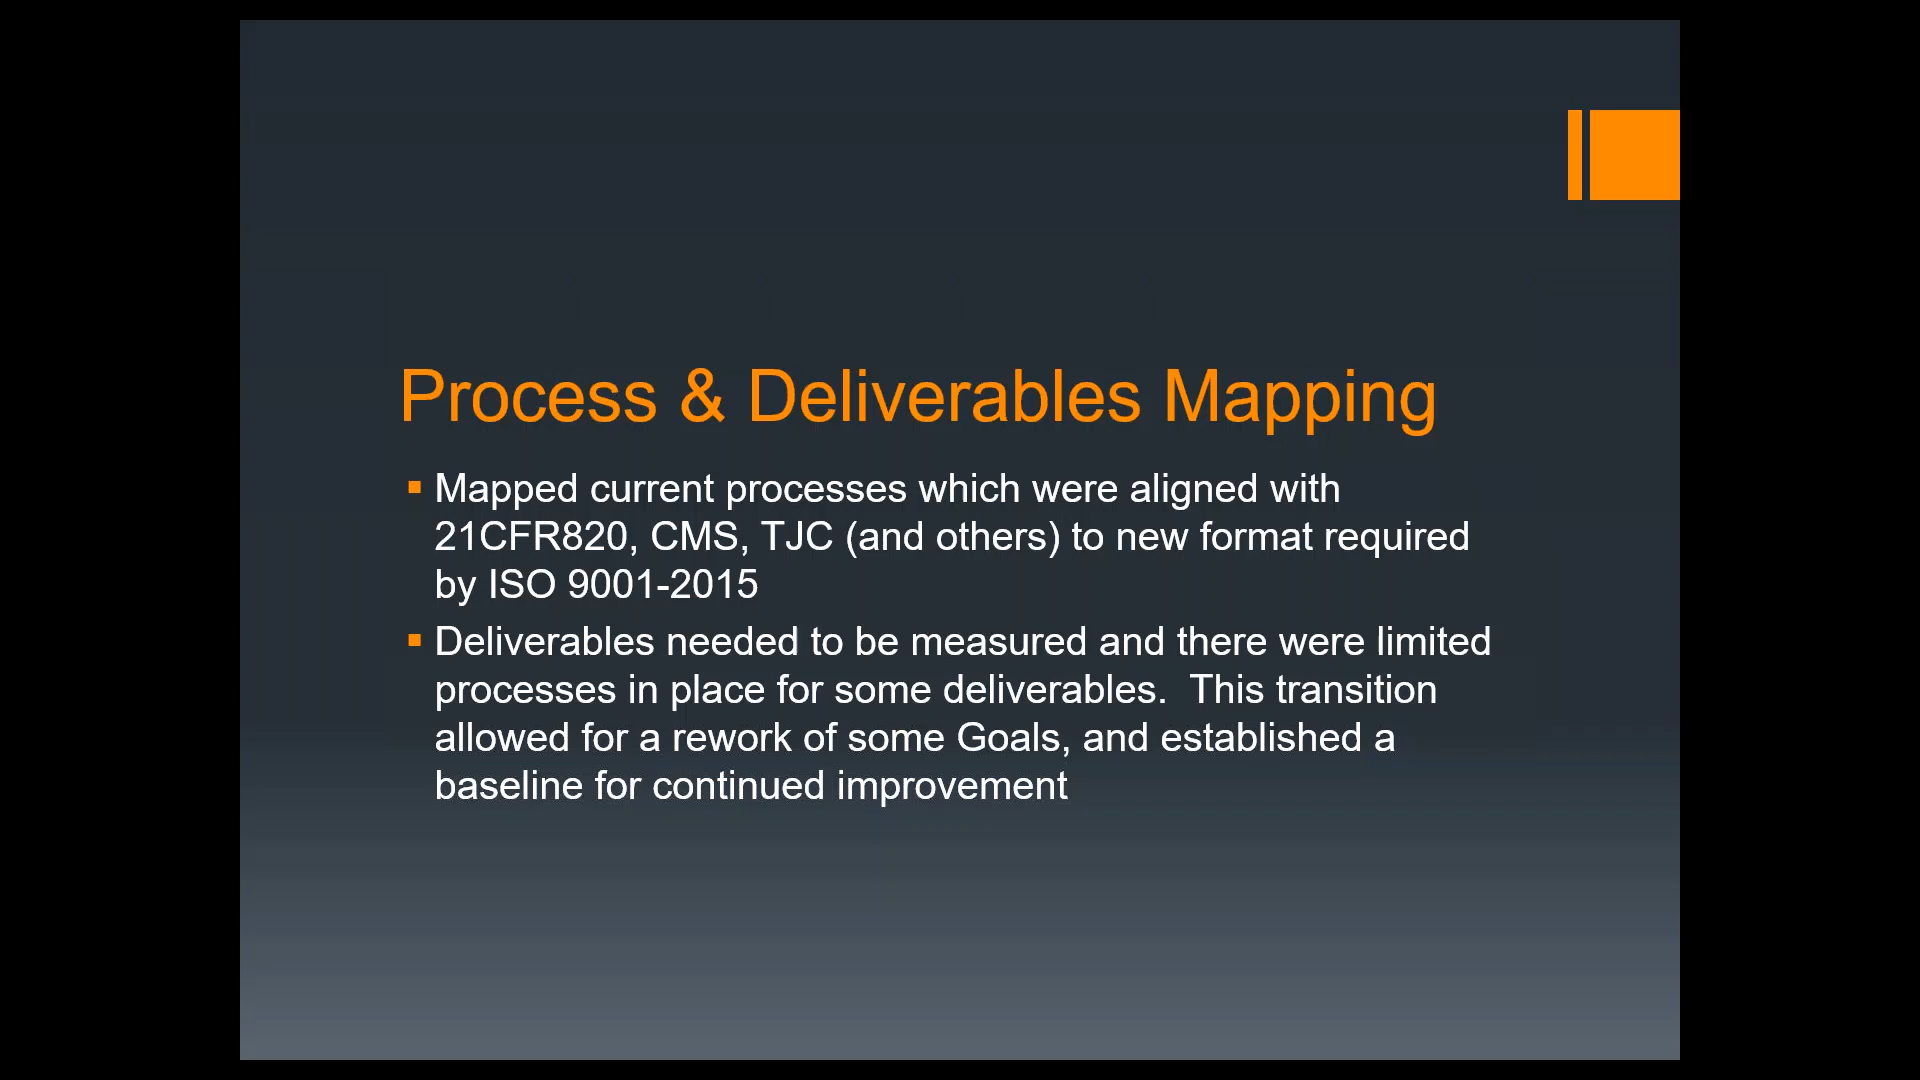 Process & Deliverables Mapping
Mapped current processes which were aligned with
21CFR820, CMS, TJC (and others) to new format required
by ISO 9001-2015
Deliverables needed to be measured and there were limited
processes in place for some deliverables.  This transition
allowed for a rework of some Goals, and established a
baseline for continued improvement